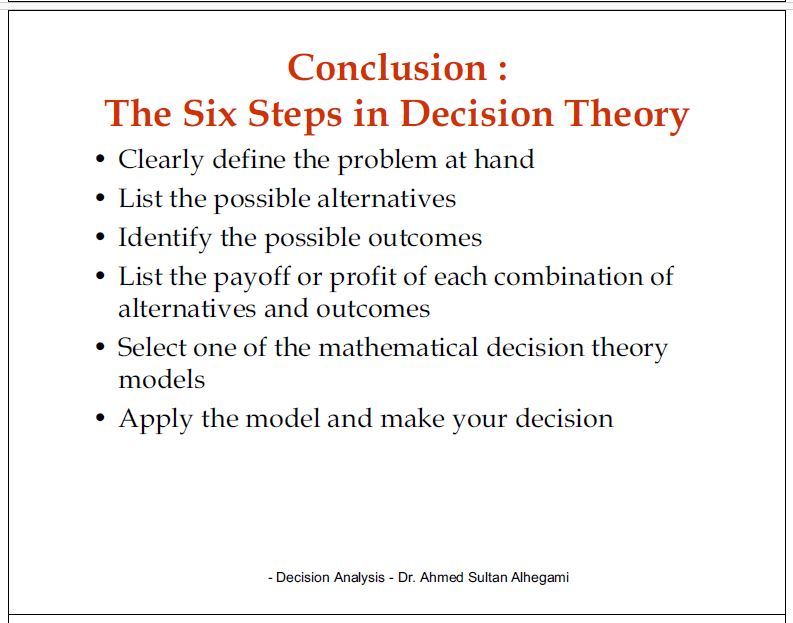 Conclusion :
The Six Steps in Decision Theory
• Clearly define the problem at hand
• List the possible alternatives
• Identify the possible outcomes
• List the payoff or profit of each combination of
alternatives and outcomes
• Select one of the mathematical decision theory
models
• Apply the model and make your decision
- Decision Analysis - Dr. Ahmed Sultan Alhegami